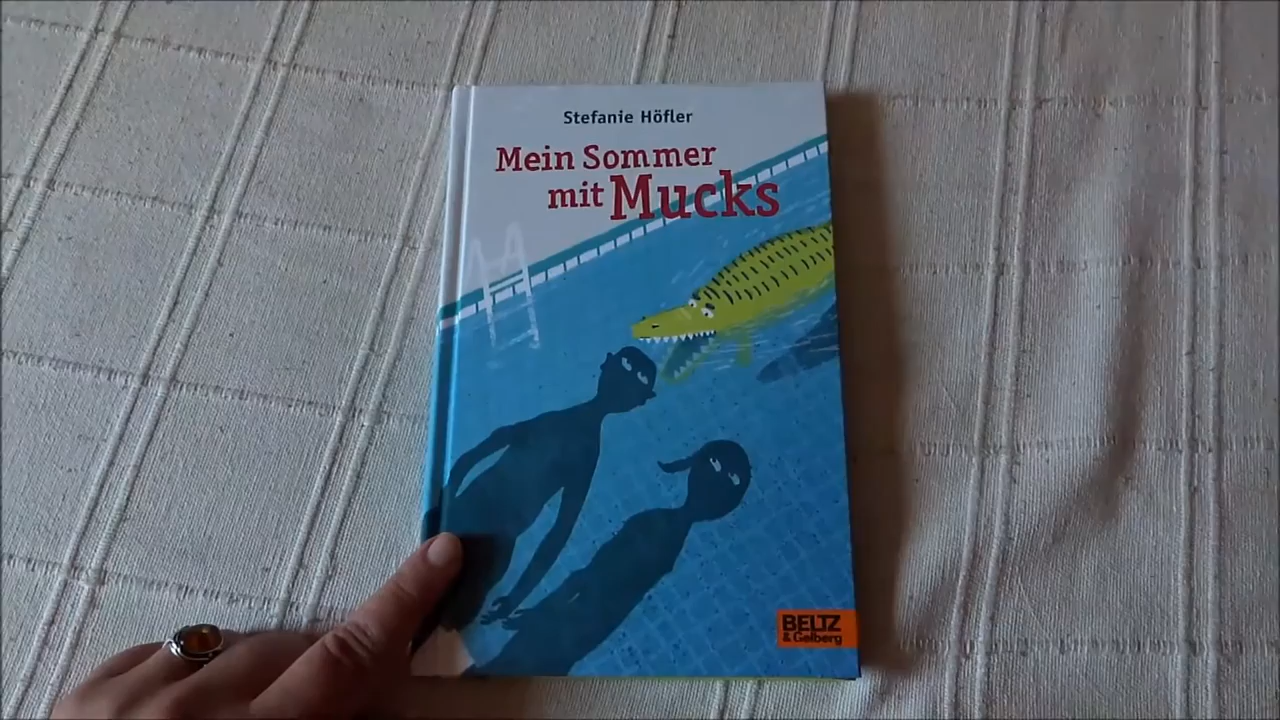 Stefanie Höfler
Mein Sommer
mit Mucks
BELTZ
& Gelberg